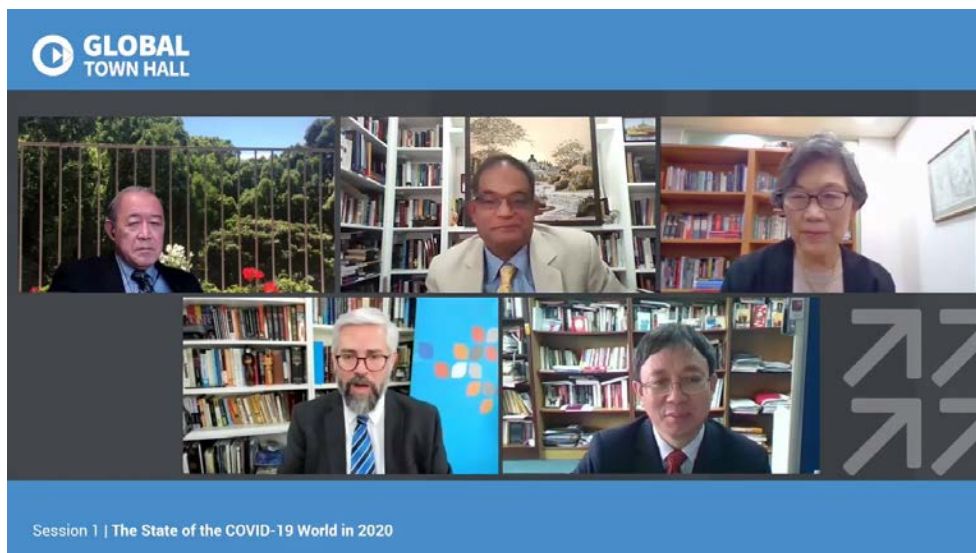 GLOBAL
TOWN HALL
Session 1 | The State of the COVID-19 World in 2020